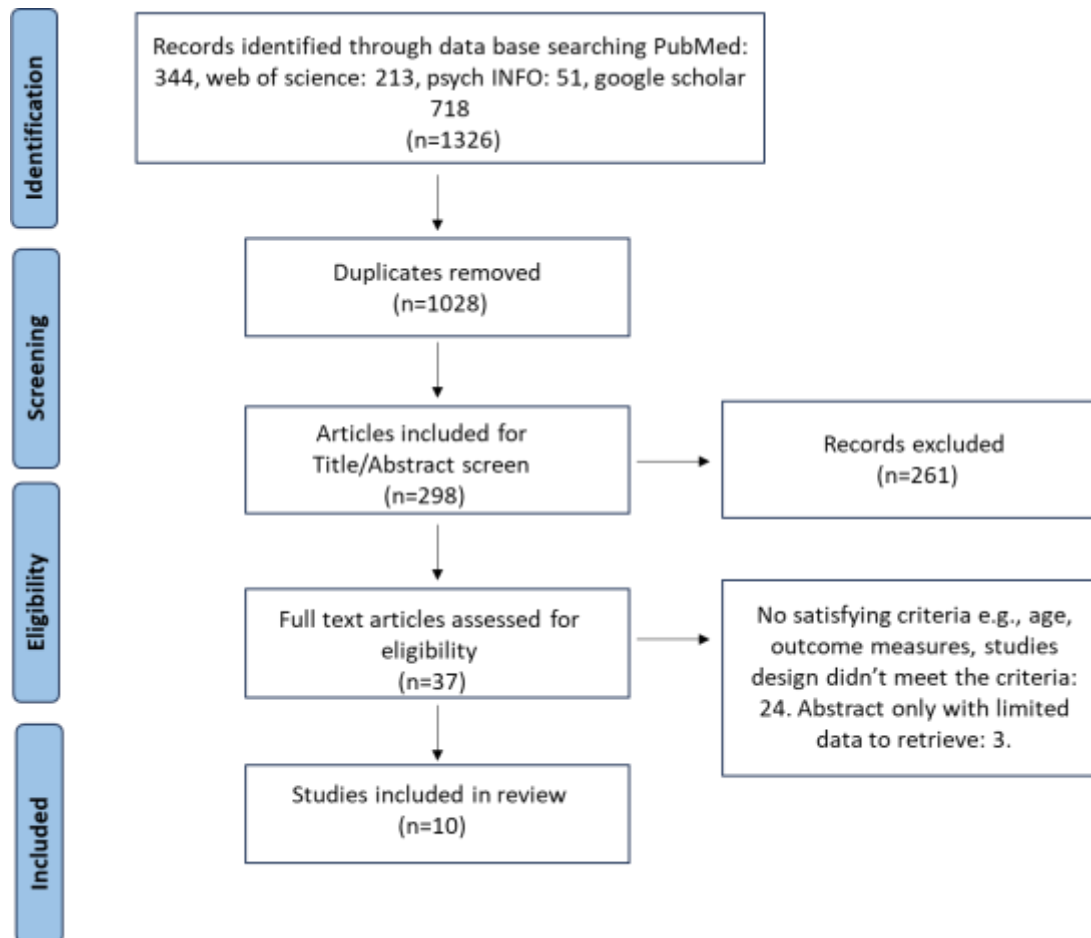 Identification
Records identified through data base searching PubMed:
344, web of science: 213, psych INFO: 51, google scholar
718
(n=1326)
Screening
Duplicates removed
(n=1028)
Articles included for
Title/Abstract screen
(n=298)
Records excluded
(n=261)
Eligibility
Full text articles assessed for
eligibility
(n=37)
No satisfying criteria e.g., age,
outcome measures, studies
design didn't meet the criteria:
24. Abstract only with limited
data to retrieve: 3.
Included
Studies included in review
(n=10)